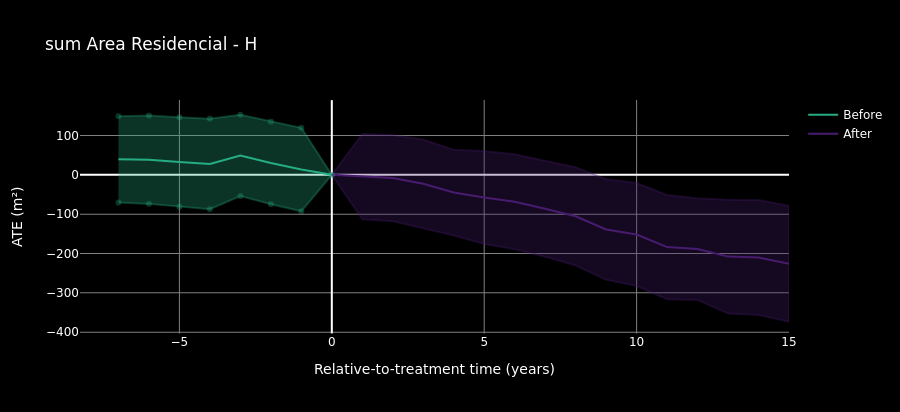 sum Area Residencial - H
Before
After
ATE (m²)
100
0
−100
−200
−300
−400
−5
0
5
10
15
Relative-to-treatment time (years)